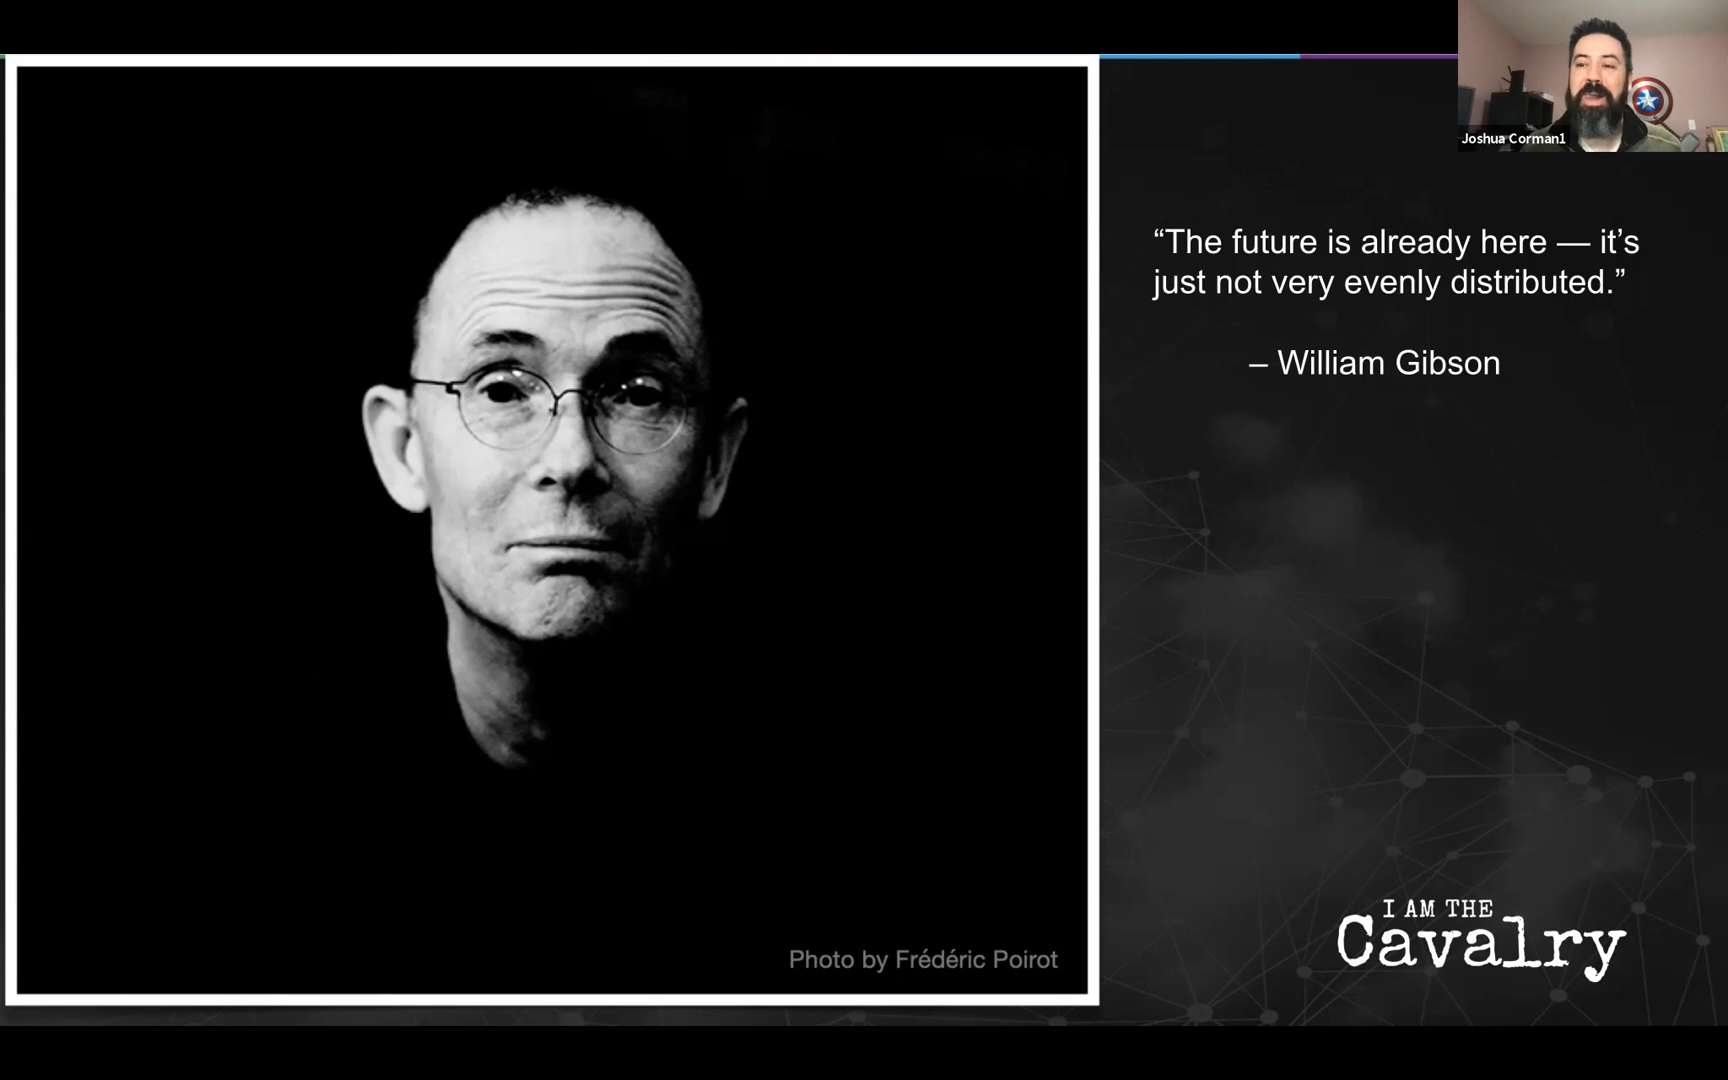 Joshua Corman1
“The future is already here — it’s
just not very evenly distributed.”
– William Gibson
Photo by Frédéric Poirot
I AM THE
Cavalry